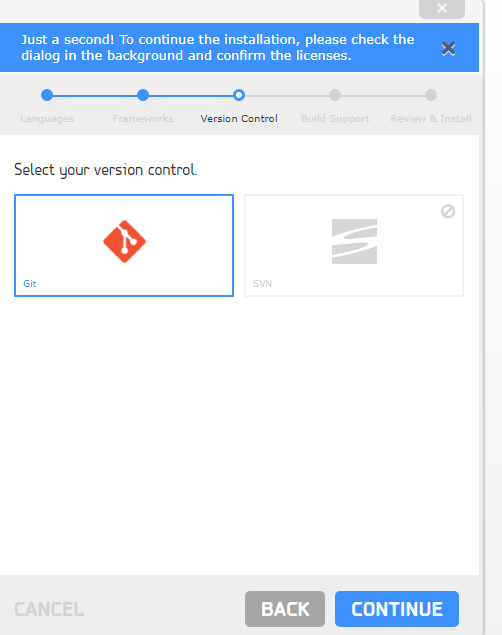 Just a second! To continue the installation, please check the
dialog in the background and confirm the licenses.
Languages Frameworks Version Control Build Support Review & Install
Select your version control.
Git SVN
CANCEL BACK CONTINUE